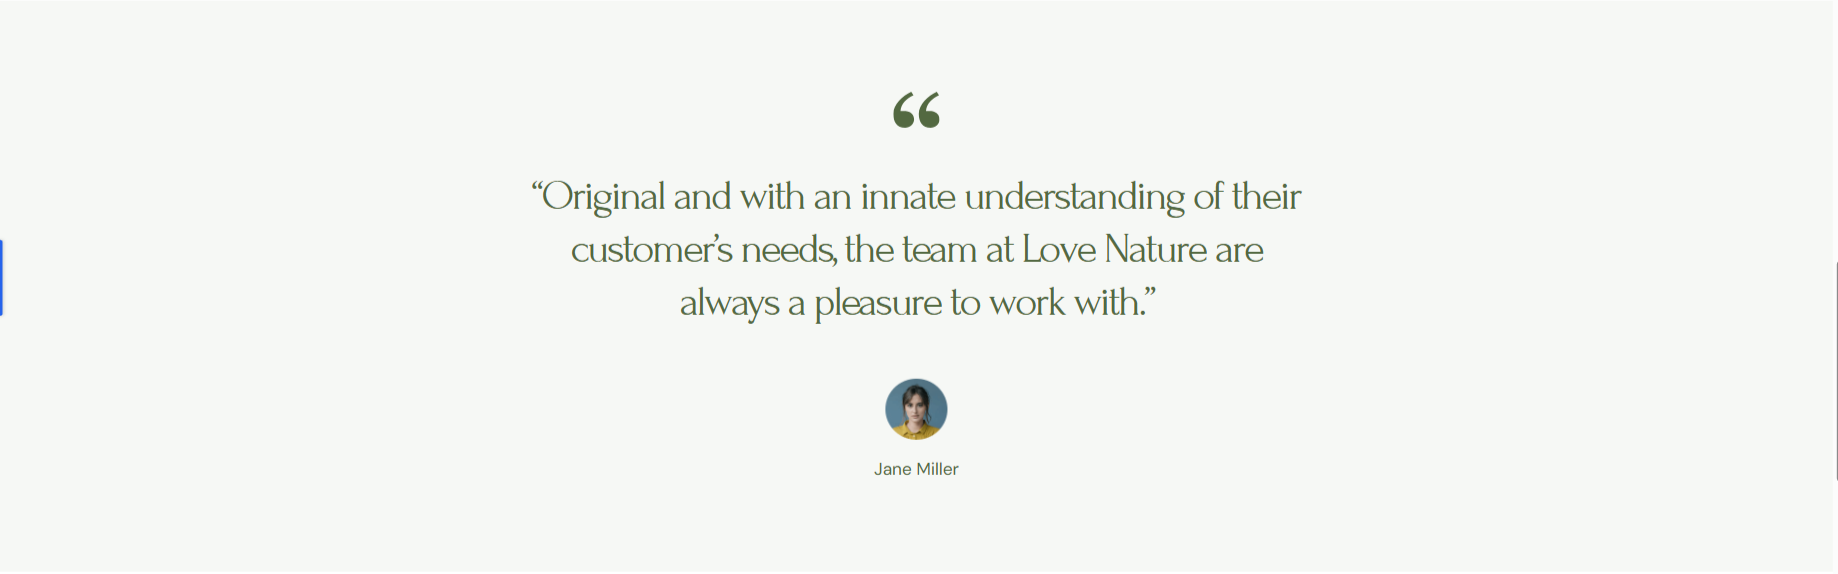 “
“Original and with an innate understanding of their
customer’s needs, the team at Love Nature are
always a pleasure to work with.”
Jane Miller